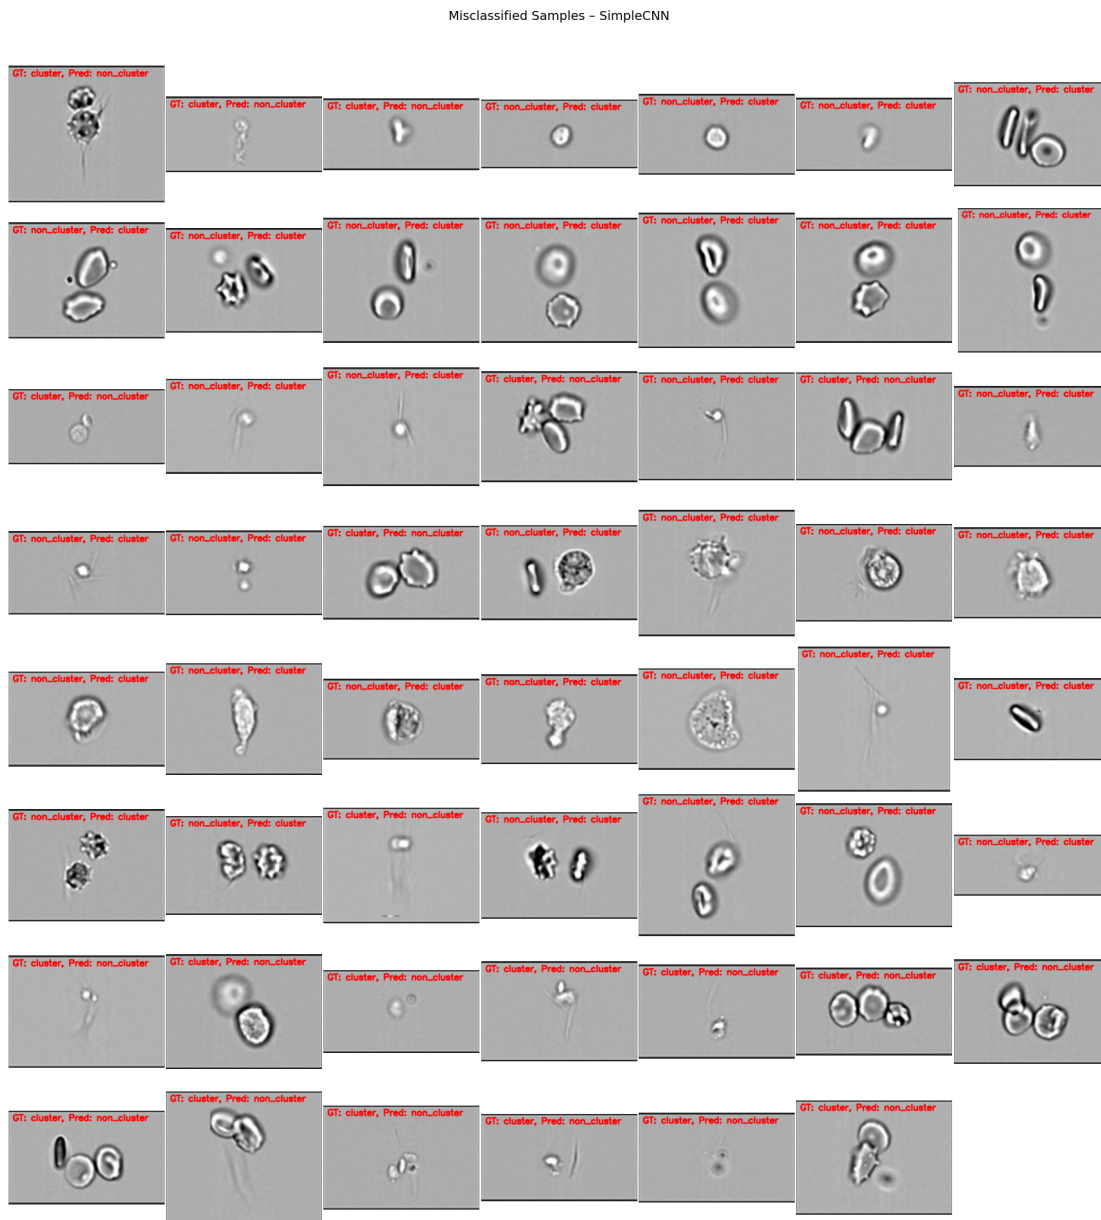 Misclassified Samples – SimpleCNN
GT: cluster, Pred: non_cluster
GT: cluster, Pred: non_cluster
GT: cluster, Pred: non_cluster
GT: non_cluster, Pred: cluster
GT: non_cluster, Pred: cluster
GT: non_cluster, Pred: cluster
GT: non_cluster, Pred: cluster
GT: non_cluster, Pred: cluster
GT: non_cluster, Pred: cluster
GT: non_cluster, Pred: cluster
GT: non_cluster, Pred: cluster
GT: non_cluster, Pred: cluster
GT: non_cluster, Pred: cluster
GT: non_cluster, Pred: cluster
GT: cluster, Pred: non_cluster
GT: non_cluster, Pred: cluster
GT: non_cluster, Pred: cluster
GT: cluster, Pred: non_cluster
GT: non_cluster, Pred: cluster
GT: cluster, Pred: non_cluster
GT: non_cluster, Pred: cluster
GT: non_cluster, Pred: cluster
GT: non_cluster, Pred: cluster
GT: cluster, Pred: non_cluster
GT: non_cluster, Pred: cluster
GT: non_cluster, Pred: cluster
GT: non_cluster, Pred: cluster
GT: non_cluster, Pred: cluster
GT: non_cluster, Pred: cluster
GT: non_cluster, Pred: cluster
GT: non_cluster, Pred: cluster
GT: non_cluster, Pred: cluster
GT: non_cluster, Pred: cluster
GT: non_cluster, Pred: cluster
GT: non_cluster, Pred: cluster
GT: non_cluster, Pred: cluster
GT: non_cluster, Pred: cluster
GT: cluster, Pred: non_cluster
GT: non_cluster, Pred: cluster
GT: non_cluster, Pred: cluster
GT: non_cluster, Pred: cluster
GT: cluster, Pred: non_cluster
GT: cluster, Pred: non_cluster
GT: cluster, Pred: non_cluster
GT: cluster, Pred: non_cluster
GT: cluster, Pred: non_cluster
GT: cluster, Pred: non_cluster
GT: cluster, Pred: non_cluster
GT: cluster, Pred: non_cluster
GT: cluster, Pred: non_cluster
GT: cluster, Pred: non_cluster
GT: cluster, Pred: non_cluster
GT: cluster, Pred: non_cluster
GT: cluster, Pred: non_cluster
GT: cluster, Pred: non_cluster